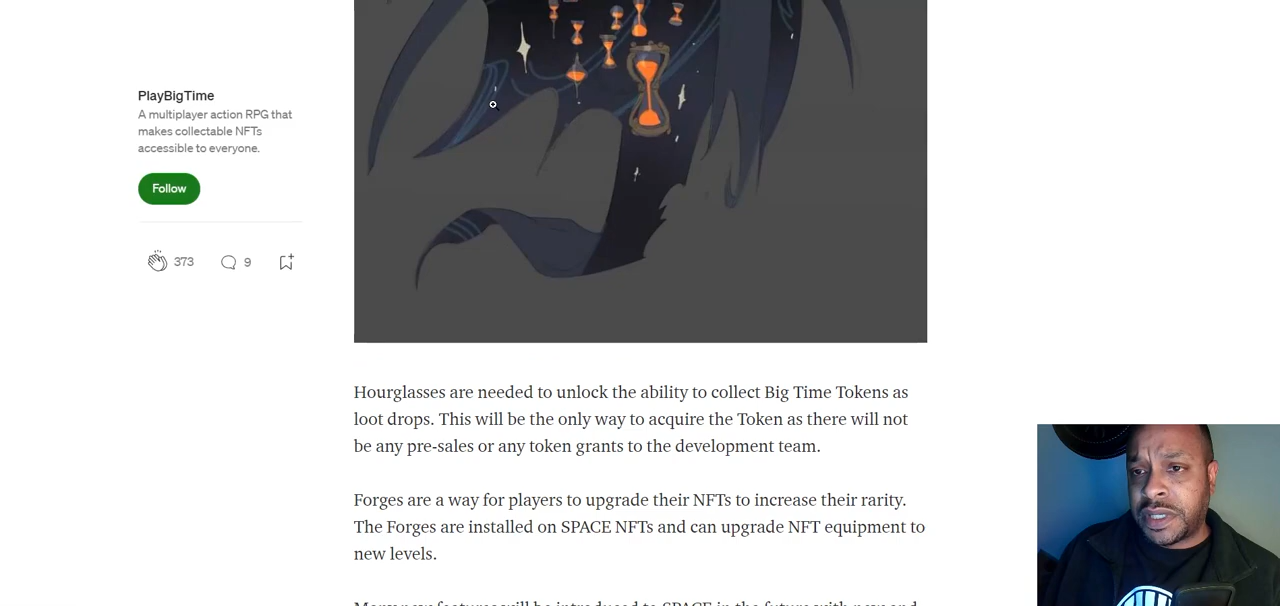 PlayBigTime
A multiplayer action RPG that
makes collectable NFTs
accessible to everyone.
Follow
373
9
Hourglasses are needed to unlock the ability to collect Big Time Tokens as
loot drops. This will be the only way to acquire the Token as there will not
be any pre-sales or any token grants to the development team.
Forges are a way for players to upgrade their NFTs to increase their rarity.
The Forges are installed on SPACE NFTs and can upgrade NFT equipment to
new levels.